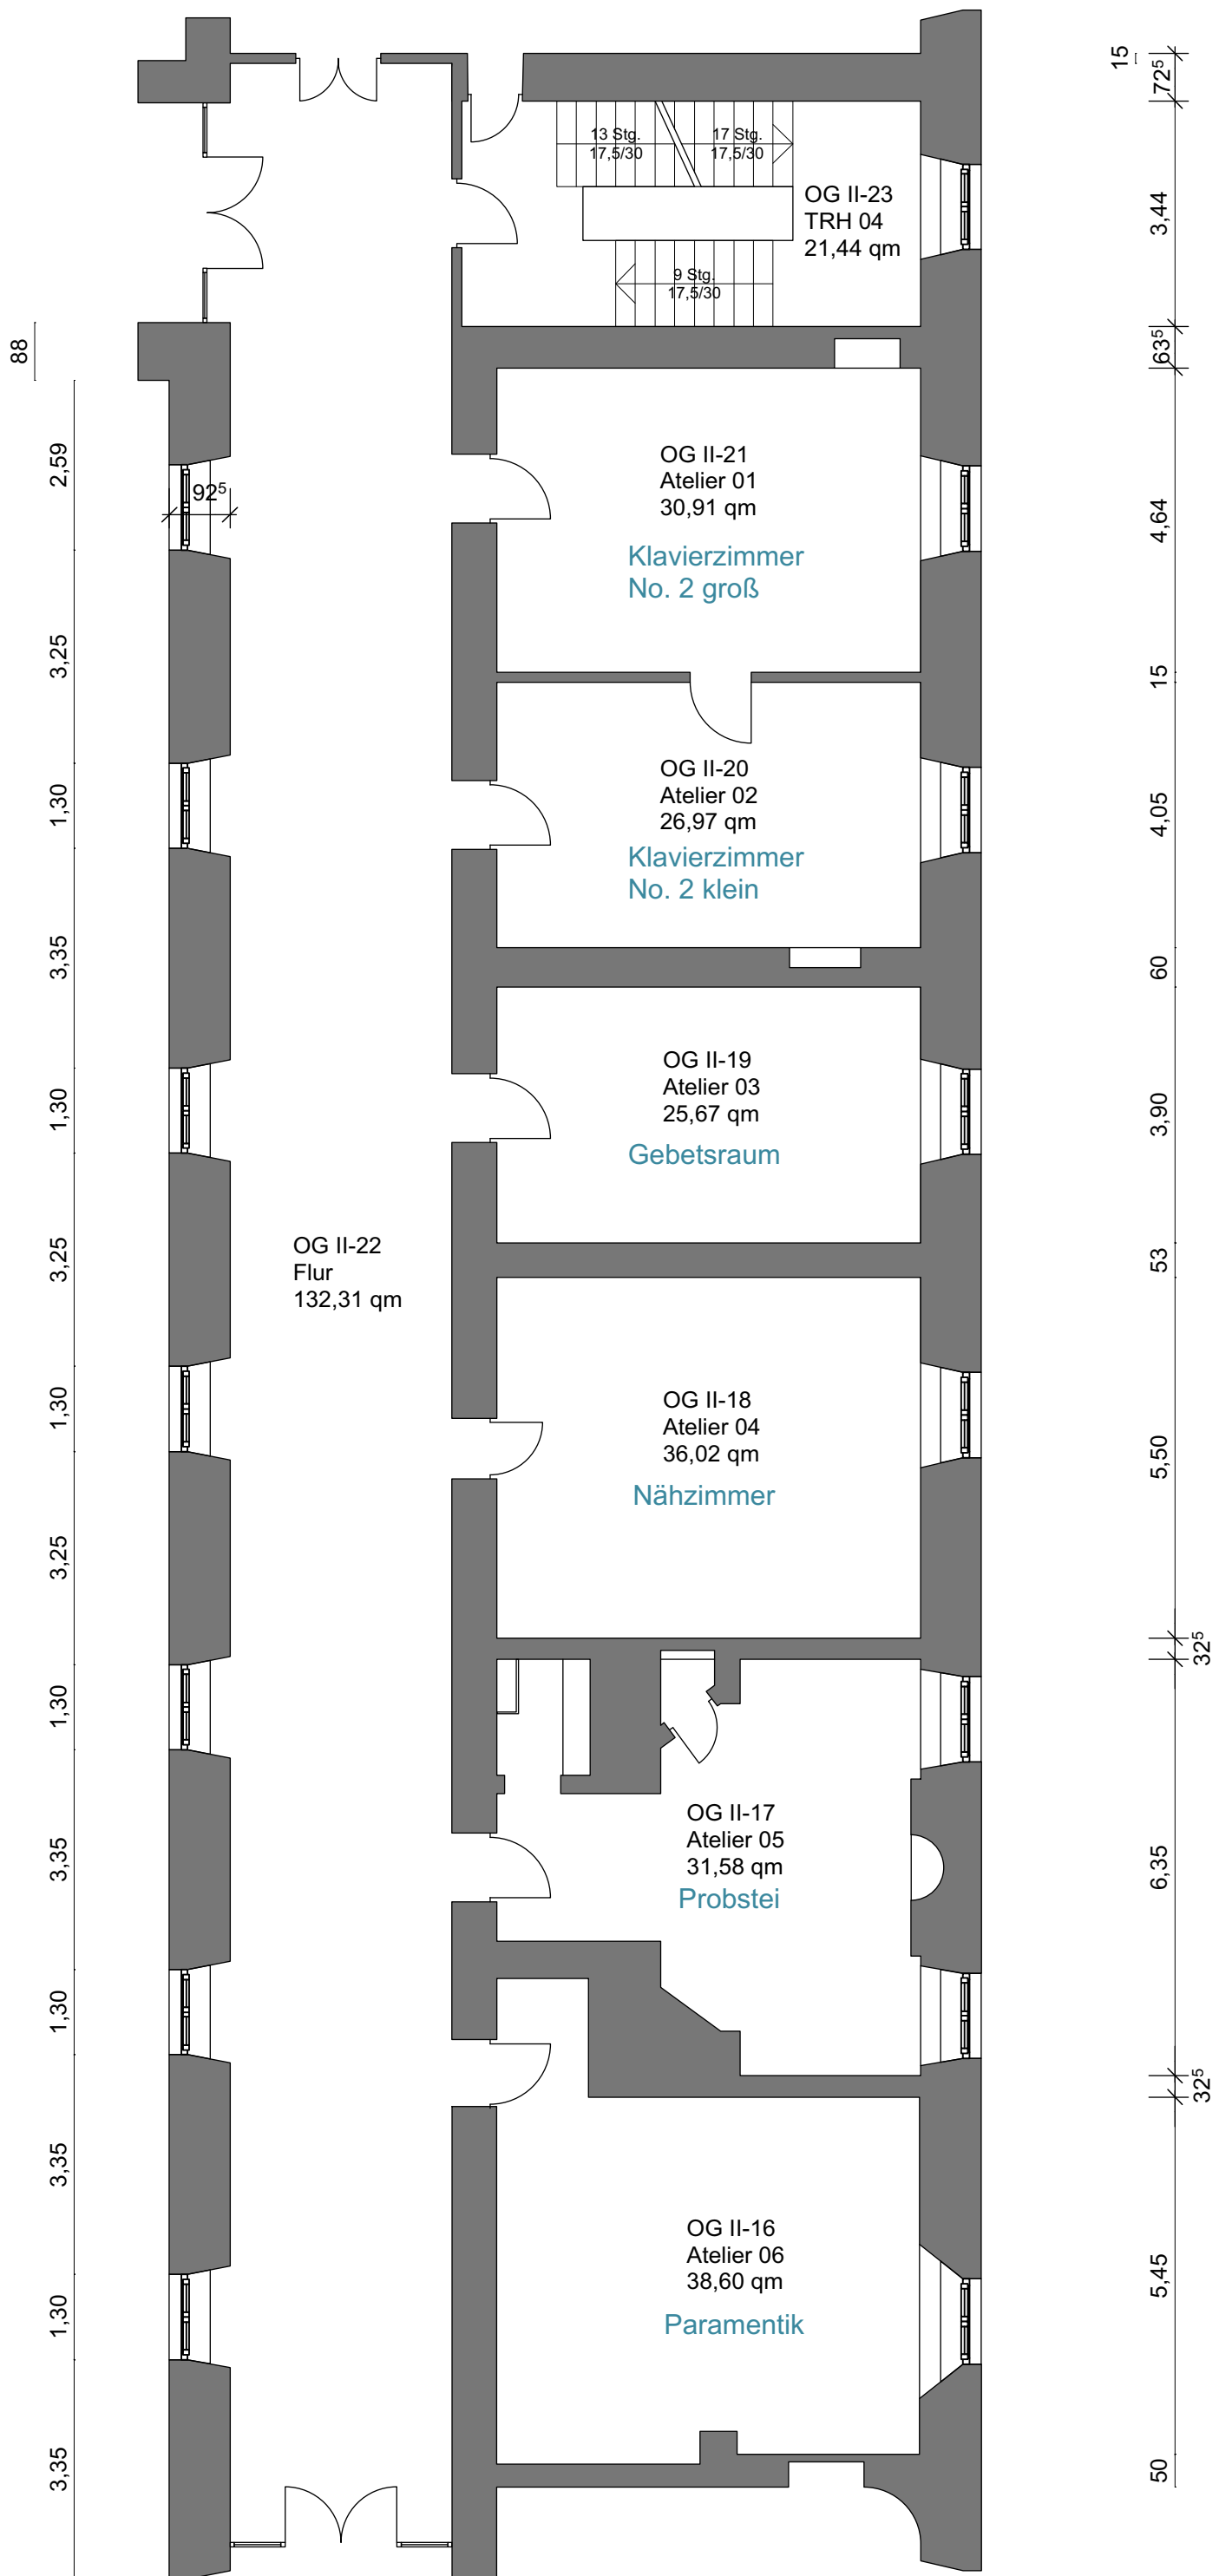 15
72⁵
13 Stg.
17,5/30
17 Stg.
17,5/30
OG II-23
TRH 04
21,44 qm
3,44
9 Stg.
17,5/30
88
63⁵
2,59
92⁵
OG II-21
Atelier 01
30,91 qm
Klavierzimmer
No. 2 groß
4,64
3,25
15
OG II-20
Atelier 02
26,97 qm
Klavierzimmer
No. 2 klein
1,30
4,05
3,35
60
OG II-19
Atelier 03
25,67 qm
Gebetsraum
1,30
3,90
OG II-22
Flur
132,31 qm
3,25
53
OG II-18
Atelier 04
36,02 qm
Nähzimmer
1,30
5,50
3,25
32⁵
1,30
OG II-17
Atelier 05
31,58 qm
Probstei
3,35
6,35
1,30
32⁵
3,35
OG II-16
Atelier 06
38,60 qm
Paramentik
1,30
5,45
3,35
50